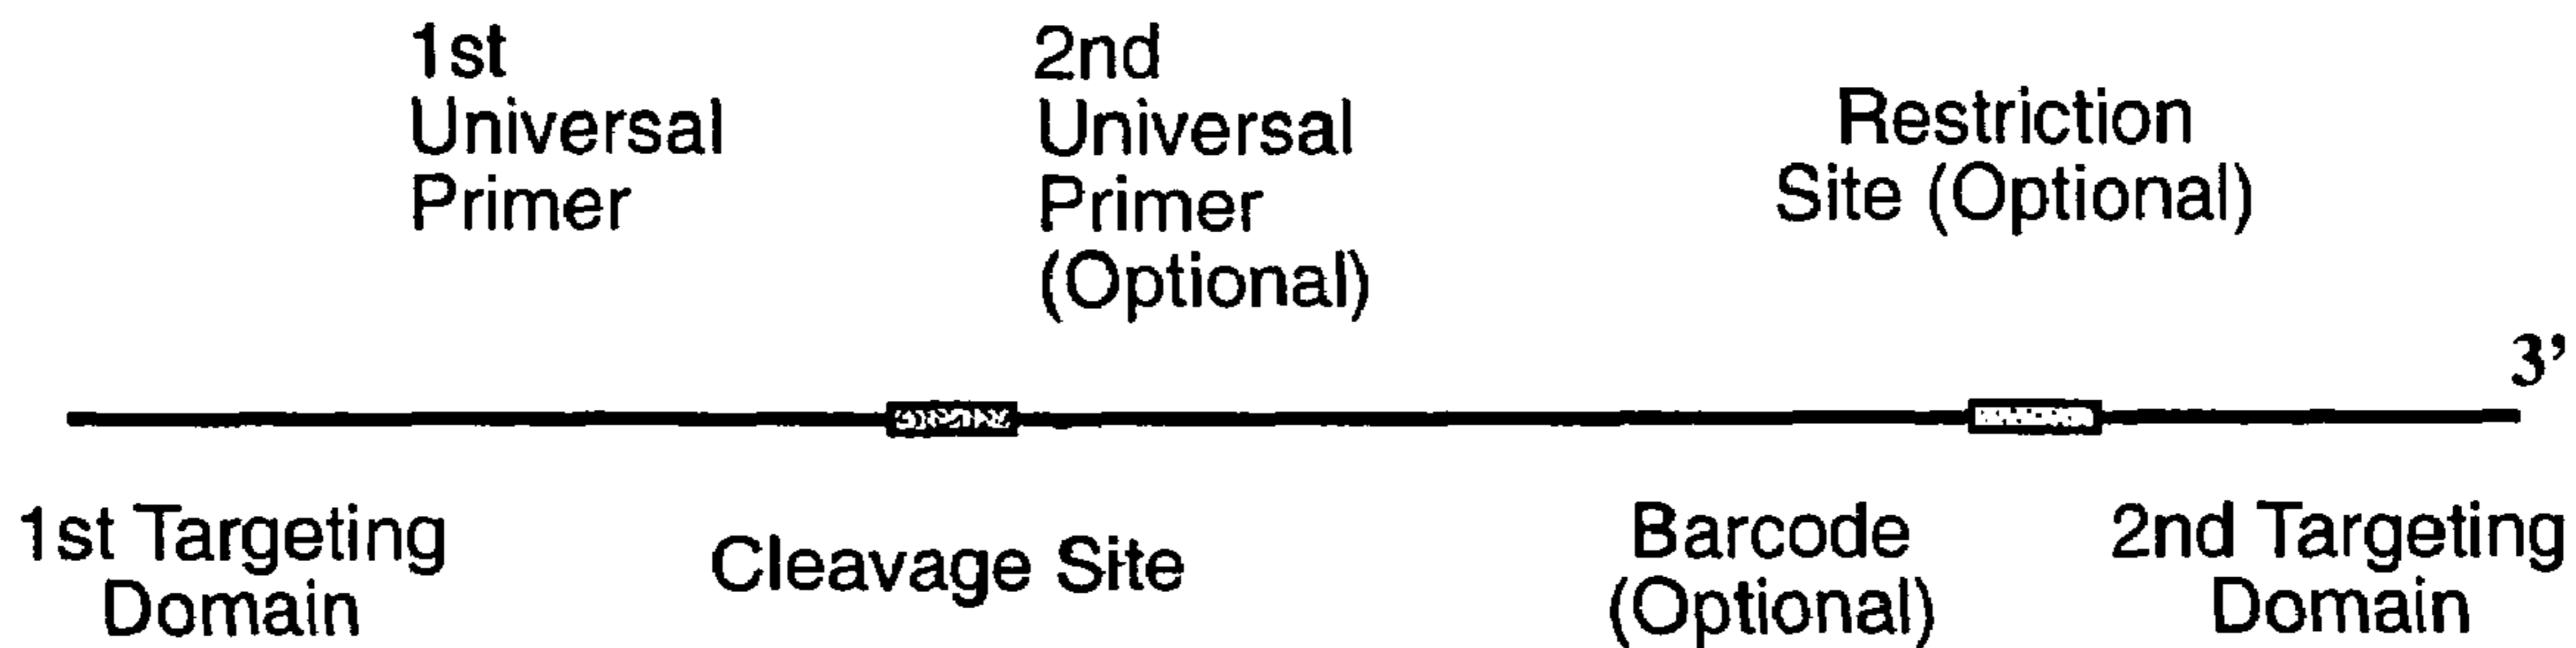 1st
Universal
Primer
2nd
Universal
Primer
(Optional)
Restriction
Site (Optional)
3’
1st Targeting
Domain
Cleavage Site
Barcode
(Optional)
2nd Targeting
Domain